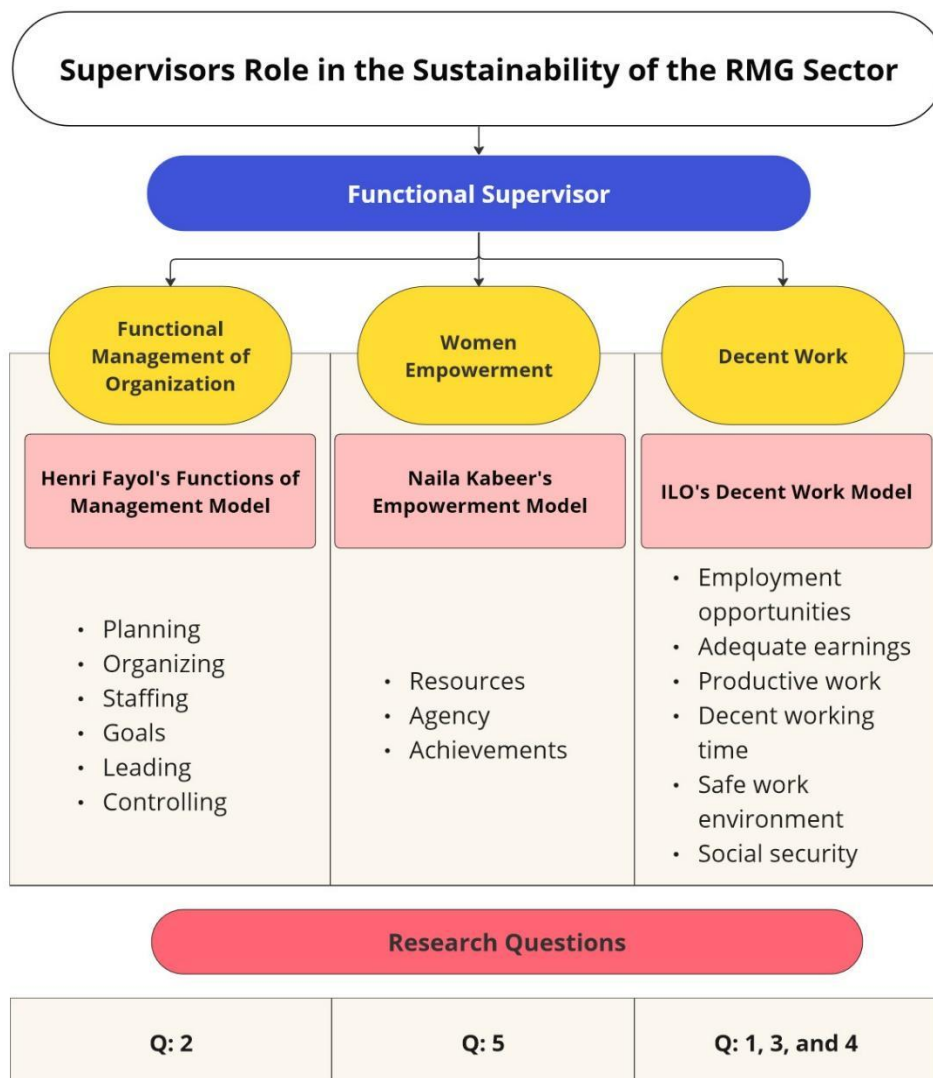 Supervisors Role in the Sustainability of the RMG Sector
Functional Supervisor
Functional
Management of
Organization
Women
Empowerment
Decent Work
Henri Fayol's Functions of
Management Model
Naila Kabeer's
Empowerment Model
ILO's Decent Work Model
• Planning
• Organizing
• Staffing
• Goals
• Leading
• Controlling
• Resources
• Agency
• Achievements
• Employment
opportunities
• Adequate earnings
• Productive work
• Decent working
time
• Safe work
environment
• Social security
Research Questions
Q: 2
Q: 5
Q: 1, 3, and 4